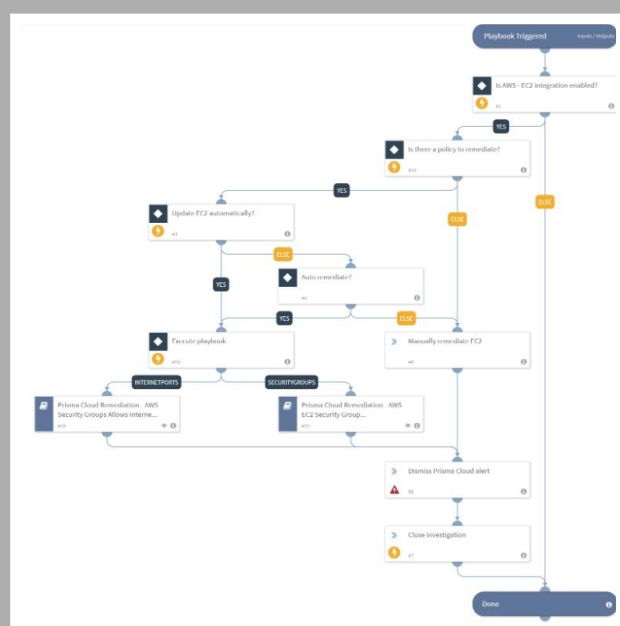 Playbook Triggered
Inputs / Outputs
Is AWS - EC2 integration enabled?
YES
Is there a policy to remediate?
YES
ELSE
ELSE
Update EC2 automatically?
ELSE
YES
Auto remediate?
YES
ELSE
Execute playbook
Manually remediate EC2
INTERNETPORTS
SECURITYGROUPS
Prisma Cloud Remediation - AWS
Security Groups Allows Interne...
Prisma Cloud Remediation - AWS
EC2 Security Group...
Dismiss Prisma Cloud alert
Close investigation
Done